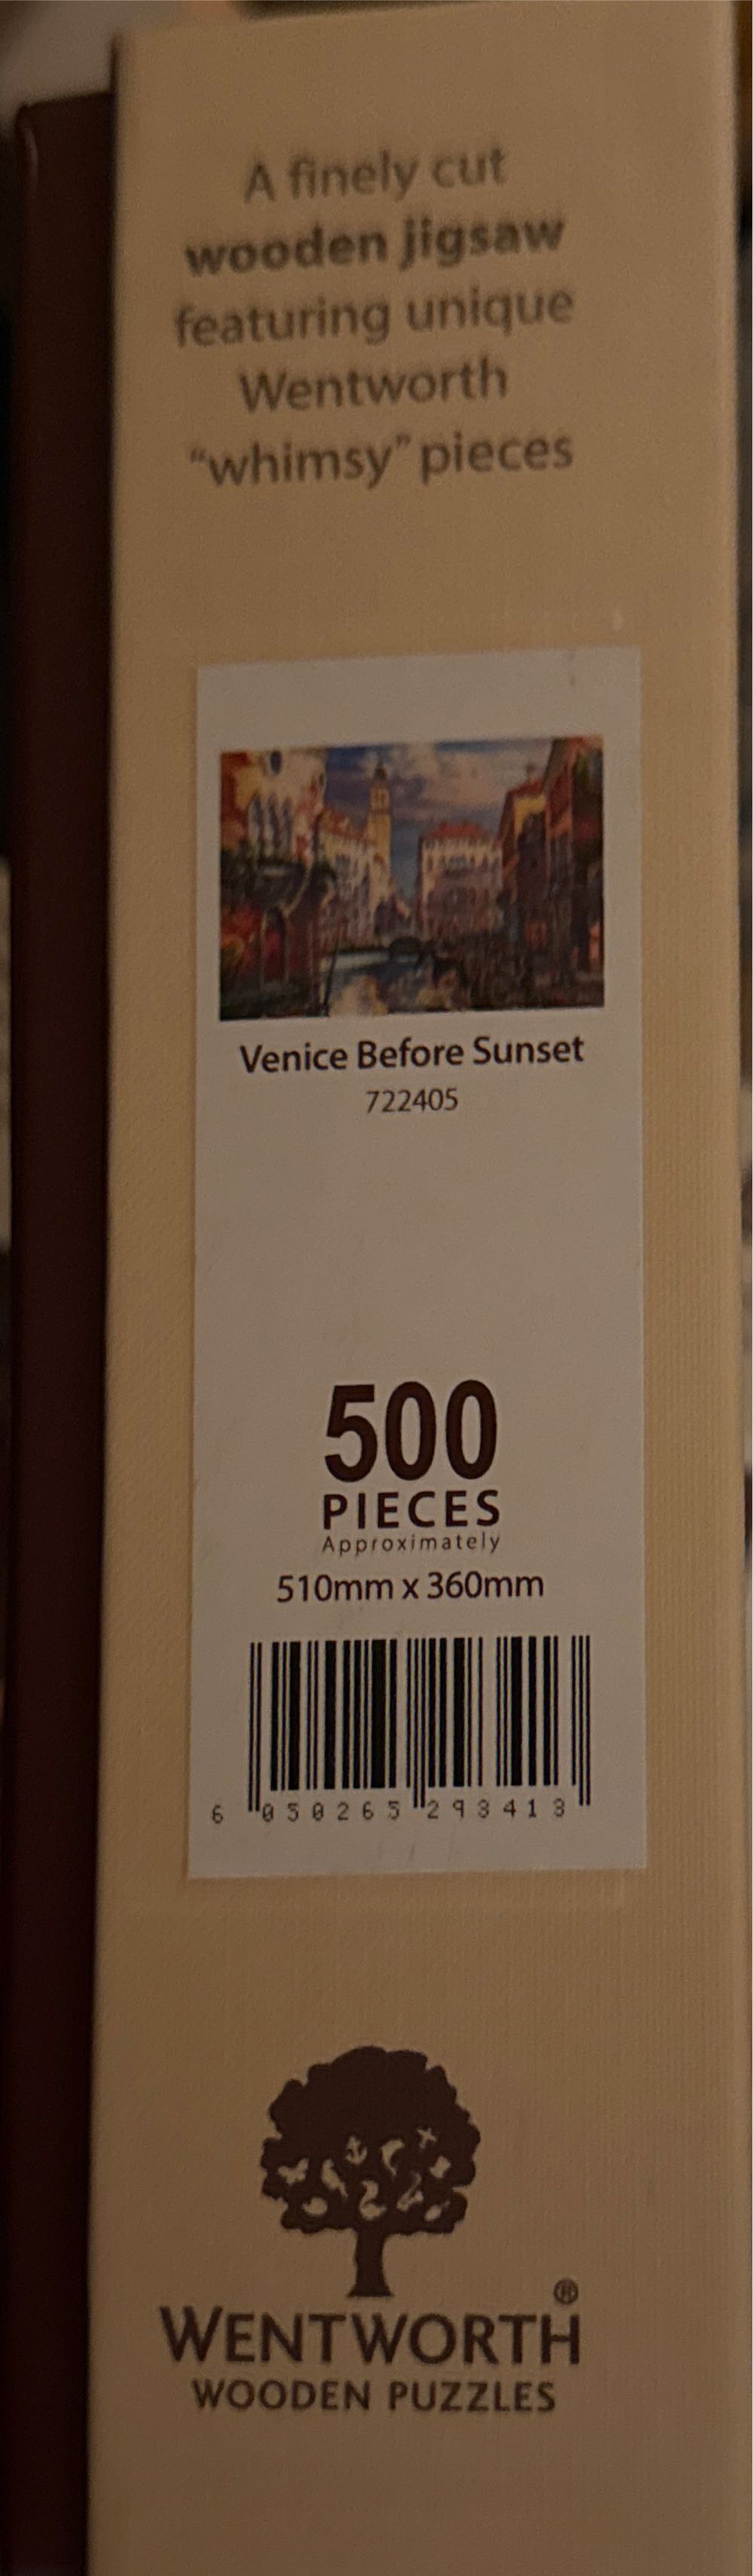 A finely cut
wooden jigsaw
featuring unique
Wentworth
“whimsy” pieces
Venice Before Sunset
722405
500
PIECES
Approximately
510mm x 360mm
6 050265 293413
®
WENTWORTH
WOODEN PUZZLES